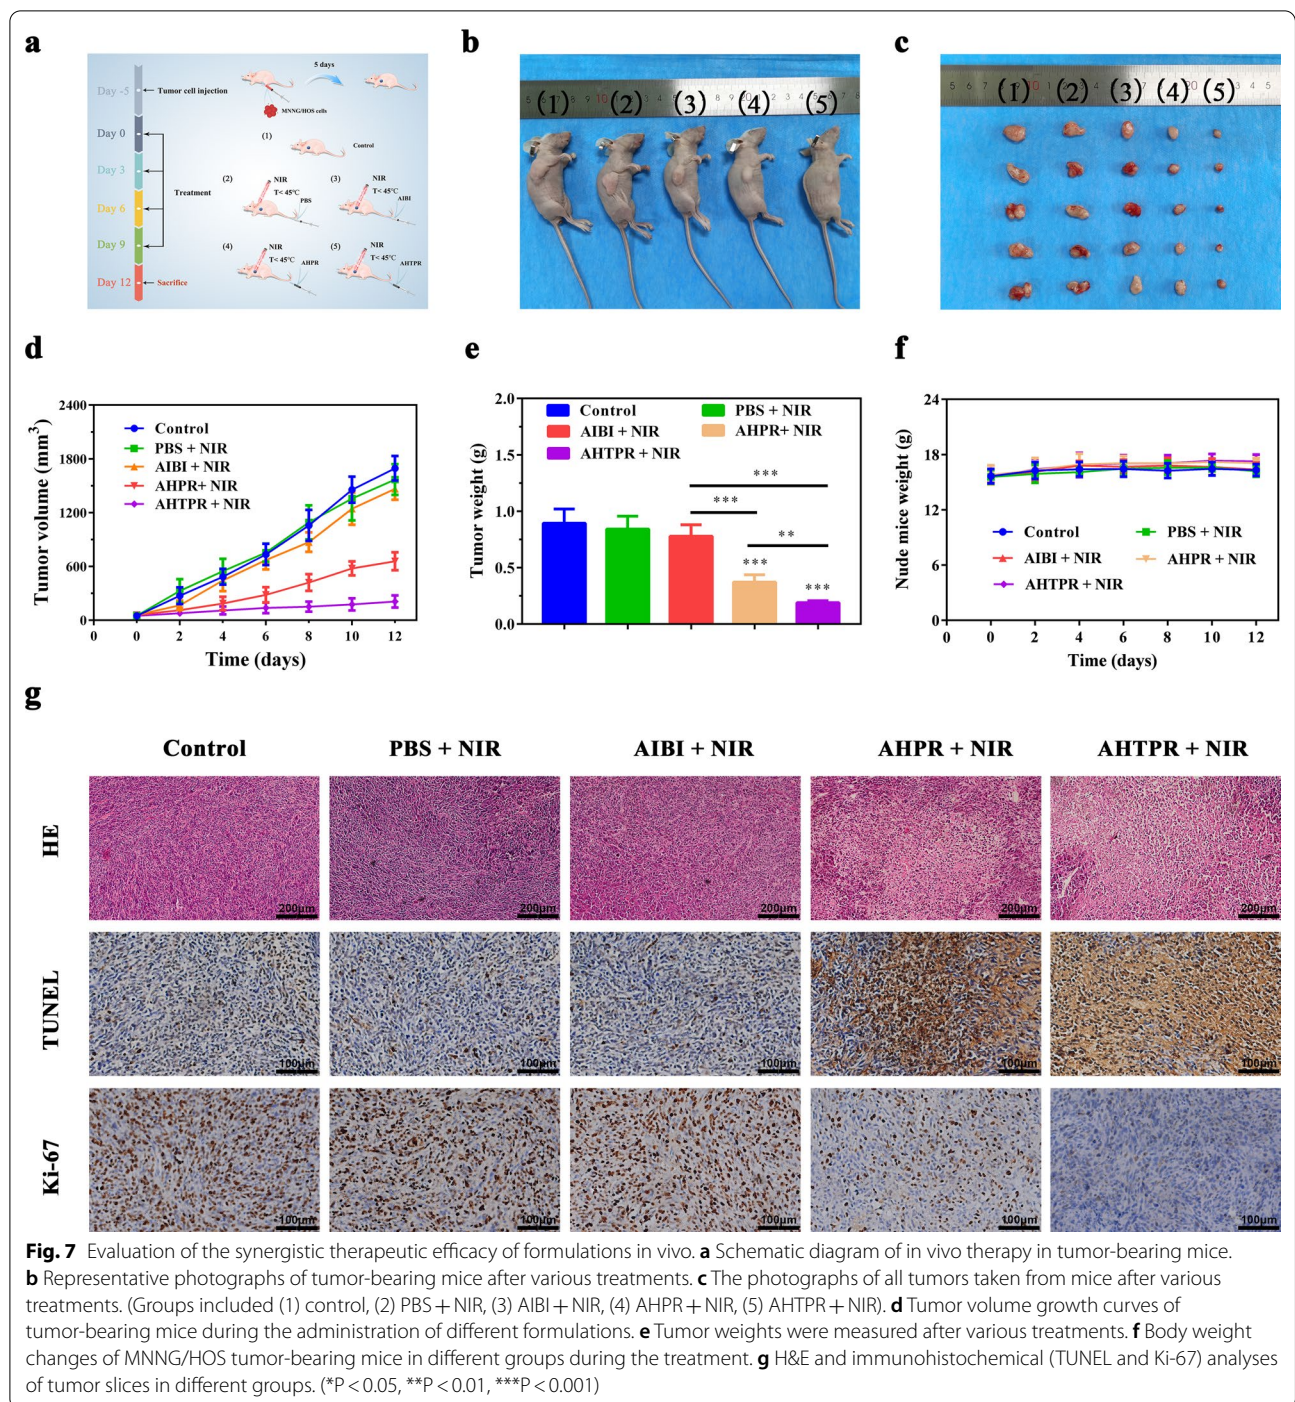 a
Day -5
Tumor cell injection
5 days
MNNG/HOS cells
Day 0
(1)
Control
Day 3
Treatment
(2)
NIR
T< 45°C
PBS
(3)
NIR
T< 45°C
AIBI
Day 6
Day 9
(4)
NIR
T< 45°C
AHPR
(5)
NIR
T< 45°C
AHTPR
Day 12
Sacrifice
b
(1) (2) (3) (4) (5)
c
(1) (2) (3) (4) (5)
d
Tumor volume (mm³)
2400
1800
1200
600
0
Control
PBS + NIR
AIBI + NIR
AHPR+ NIR
AHTPR + NIR
0 0 2 4 6 8 10 12
Time (days)
e
Tumor weight (g)
2.0
1.5
1.0
0.5
0.0
Control
PBS + NIR
AIBI + NIR
AHPR+ NIR
AHTPR + NIR
***
***
**
***
***
f
Nude mice weight (g)
24
18
12
6
0
Control
PBS + NIR
AIBI + NIR
AHPR + NIR
AHTPR + NIR
0 0 2 4 6 8 10 12
Time (days)
g
Control PBS + NIR AIBI + NIR AHPR + NIR AHTPR + NIR
HE
200μm 200μm 200μm 200μm 200μm
TUNEL
100μm 100μm 100μm 100μm 100μm
Ki-67
100μm 100μm 100μm 100μm 100μm
Fig. 7 Evaluation of the synergistic therapeutic efficacy of formulations in vivo. a Schematic diagram of in vivo therapy in tumor-bearing mice.
b Representative photographs of tumor-bearing mice after various treatments. c The photographs of all tumors taken from mice after various
treatments. (Groups included (1) control, (2) PBS + NIR, (3) AIBI + NIR, (4) AHPR + NIR, (5) AHTPR + NIR). d Tumor volume growth curves of
tumor-bearing mice during the administration of different formulations. e Tumor weights were measured after various treatments. f Body weight
changes of MNNG/HOS tumor-bearing mice in different groups during the treatment. g H&E and immunohistochemical (TUNEL and Ki-67) analyses
of tumor slices in different groups. (*P < 0.05, **P < 0.01, ***P < 0.001)